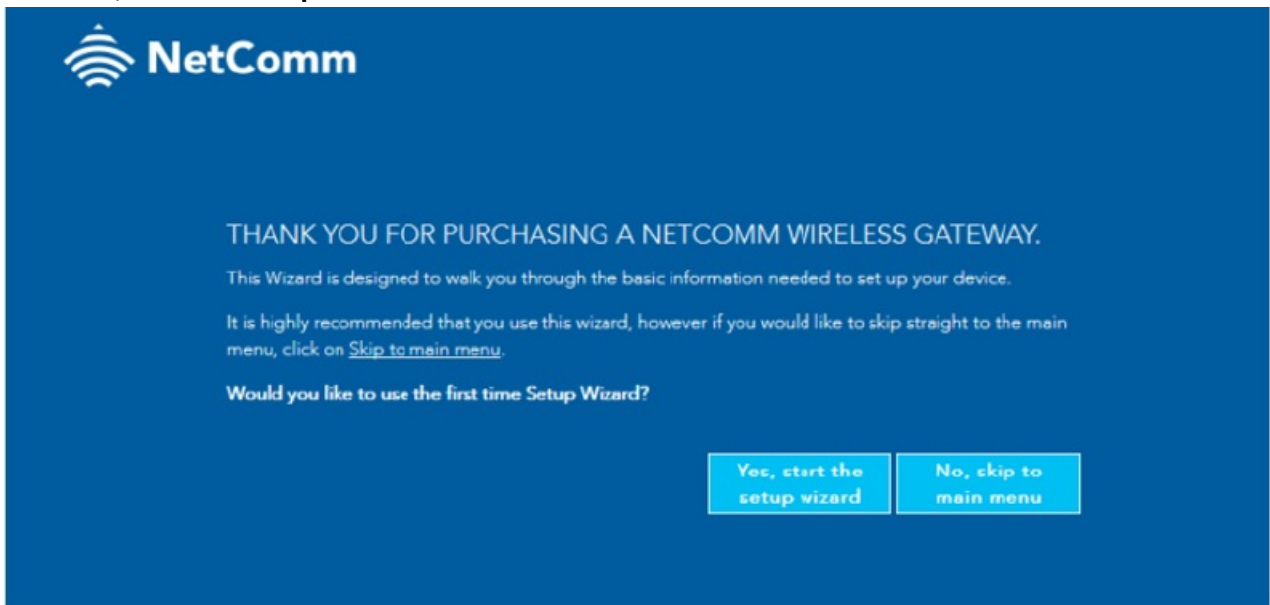 NetComm
THANK YOU FOR PURCHASING A NETCOMM WIRELESS GATEWAY.
This Wizard is designed to walk you through the basic information needed to set up your device.
It is highly recommended that you use this wizard, however if you would like to skip straight to the main
menu, click on Skip to main menu.
Would you like to use the first time Setup Wizard?
Yes, start the
setup wizard
No, skip to
main menu